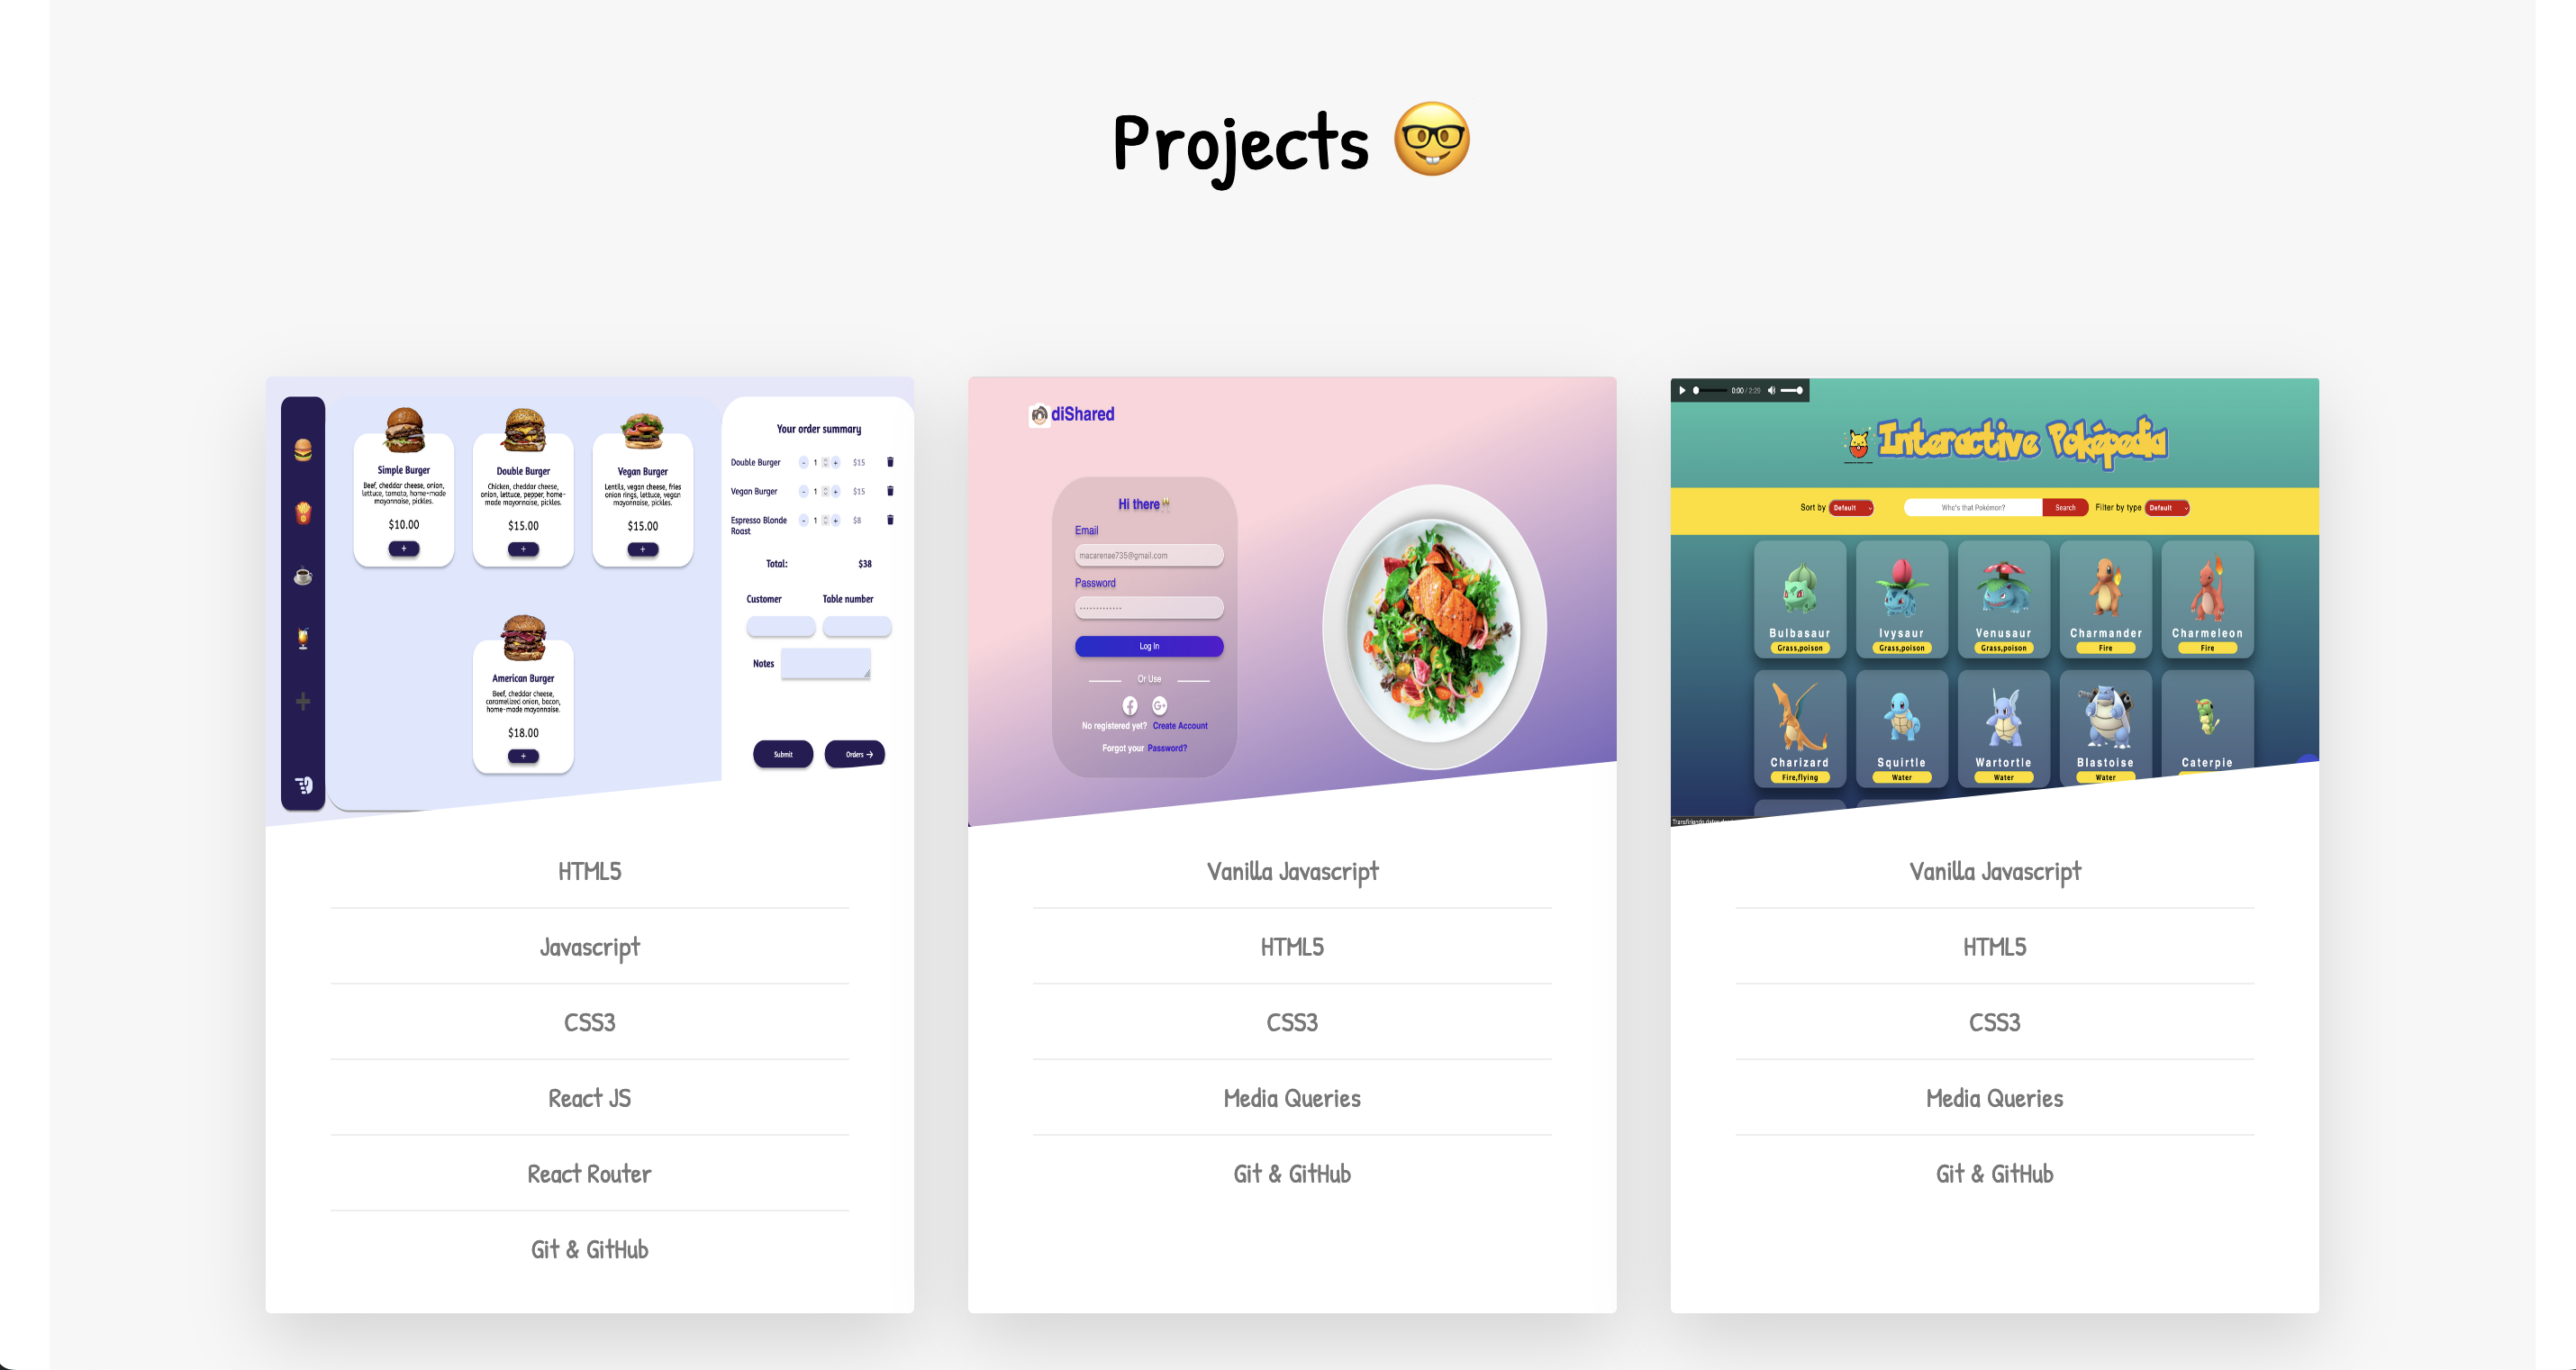 Projects 🤓
Simple Burger
Beef, cheddar cheese, onion,
lettuce, tomato, home-made
mayonnaise, pickles.
$10.00
+
Double Burger
Chicken, cheddar cheese,
onion, lettuce, pepper, home-
made mayonnaise, pickles.
$15.00
+
Vegan Burger
Lentils, vegan cheese, fries
onion rings, lettuce, vegan
mayonnaise, pickles.
$15.00
+
American Burger
Beef, cheddar cheese,
caramelized onion, bacon,
home-made mayonnaise.
$18.00
+
Your order summary
Double Burger - 1 + $15
Vegan Burger - 1 + $15
Espresso Blonde - 1 + $8
Roast
Total: $38
Customer Table number
Notes
Submit Orders →
HTML5
Javascript
CSS3
React JS
React Router
Git & GitHub
diShared
Hi there
Email
macarenae735@gmail.com
Password
Log In
Or Use
No registered yet? Create Account
Forgot your Password?
Vanilla Javascript
HTML5
CSS3
Media Queries
Git & GitHub
0:00 / 2:29
Interactive Poképedia
Sort by Default Who's that Pokémon? Search Filter by type Default
Bulbasaur Ivysaur Venusaur Charmander Charmeleon
Grass,poison Grass,poison Grass,poison Fire Fire
Charizard Squirtle Wartortle Blastoise Caterpie
Fire,flying Water Water Water
Vanilla Javascript
HTML5
CSS3
Media Queries
Git & GitHub